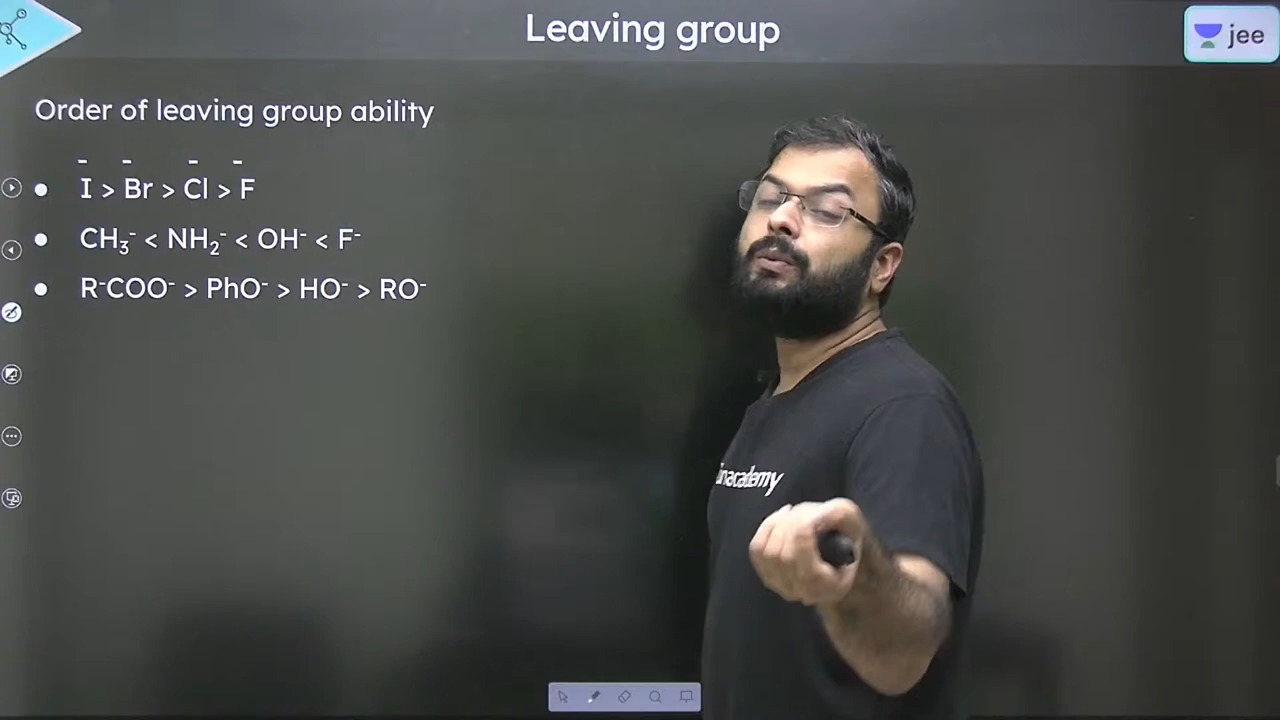 Leaving group
jee
Order of leaving group ability
I⁻ > Br⁻ > Cl⁻ > F⁻
CH₃⁻ < NH₂⁻ < OH⁻ < F⁻
R-COO⁻ > PhO⁻ > HO⁻ > RO⁻
unacademy